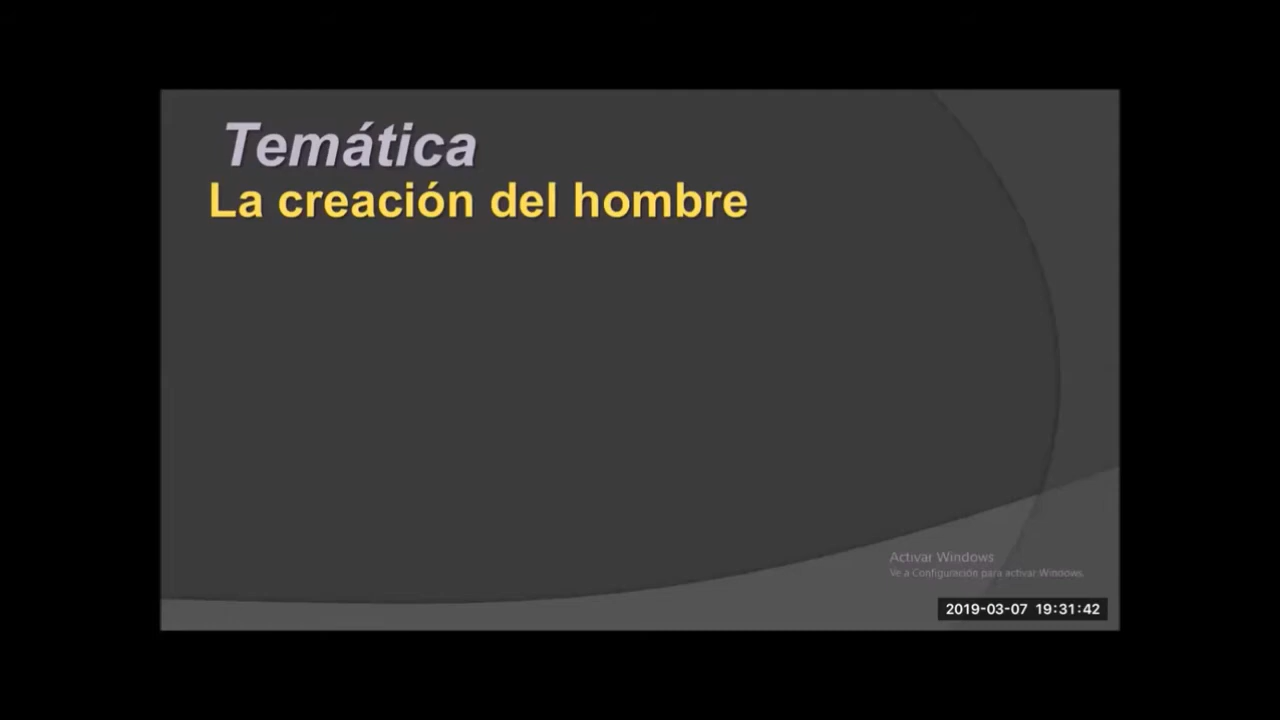 Temática
La creación del hombre
Activar Windows
Ve a Configuración para activar Windows.
2019-03-07 19:31:42